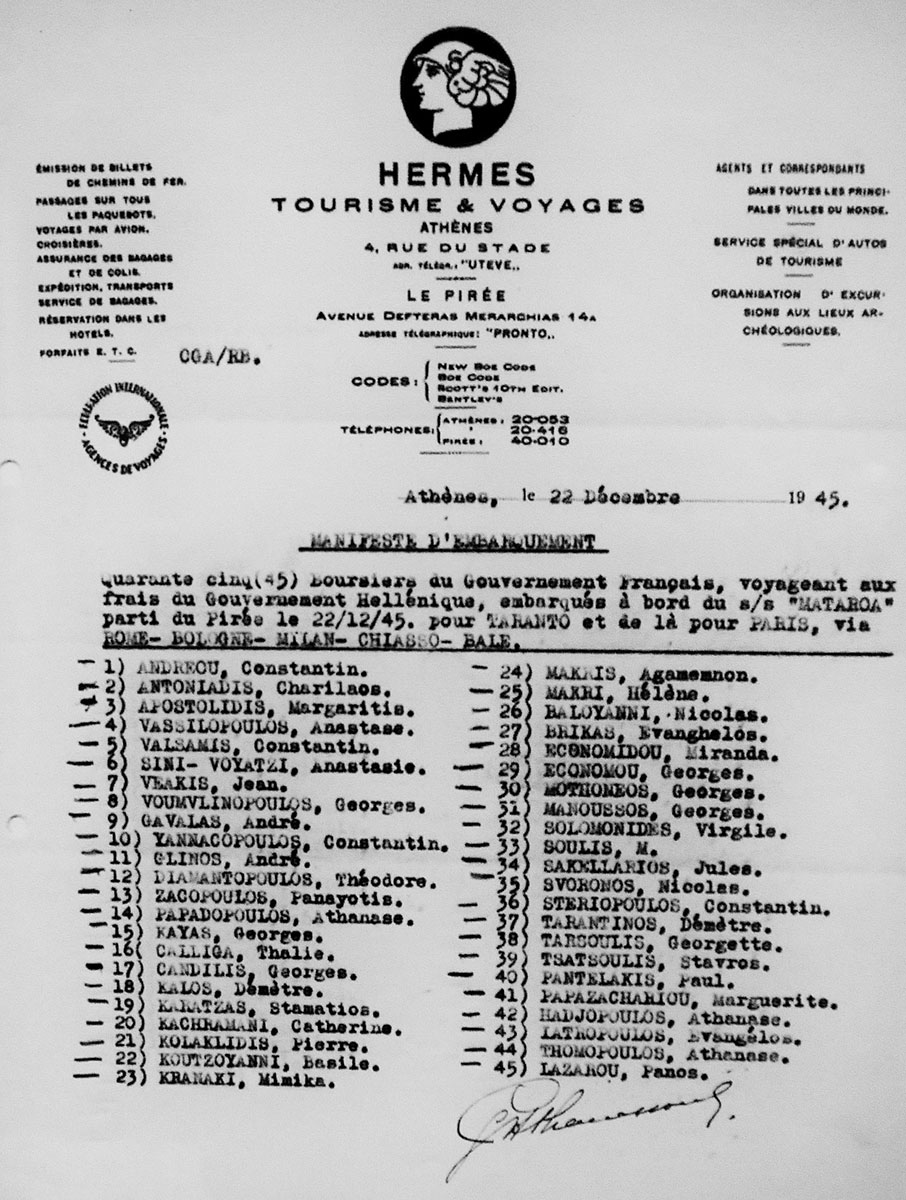 HERMES
TOURISME & VOYAGES
ATHÈNES
4, RUE DU STADE
ADR. TÉLÉGR.: "UTEVE,,
LE PIRÉE
AVENUE DEFTERAS MERARCHIAS 14A
ADRESSE TÉLÉGRAPHIQUE: "PRONTO,,
CODES:
NEW BOE CODE
BOE CODE
SCOTT'S 10TH EDIT.
BENTLEY'S
TÉLÉPHONES:
ATHÈNES: 20-053
' 20-416
PIRÉE: 40-010
ÉMISSION DE BILLETS
DE CHEMINS DE FER.
PASSAGES SUR TOUS
LES PAQUEBOTS.
VOYAGES PAR AVION.
CROISIÈRES.
ASSURANCE DES BAGAGES
ET DE COLIS.
EXPÉDITION, TRANSPORTS
SERVICE DE BAGAGES.
RÉSERVATION DANS LES
HOTELS.
FORFAITS E. T. C.
CGA/RB.
FÉDÉRATION INTERNATIONALE
AGENCES DE VOYAGES
AGENTS ET CORRESPONDANTS
DANS TOUTES LES PRINCI-
PALES VILLES DU MONDE.
SERVICE SPÉCIAL D'AUTOS
DE TOURISME
ORGANISATION D'EXCUR-
SIONS AUX LIEUX AR-
CHÉOLOGIQUES.
Athènes, le 22 Décembre 1945.
MANIFESTE D'EMBARQUEMENT
Quarante cinq(45) Boursiers du Gouvernement Français, voyageant aux
frais du Gouvernement Hellénique, embarqués à bord du s/s "MATAROA"
parti du Pirée le 22/12/45. pour TARANTO et de là pour PARIS, via
ROME- BOLOGNE- MILAN- CHIASSO- BALE.
1) ANDREOU, Constantin.
2) ANTONIADIS, Charilaos.
3) APOSTOLIDIS, Margaritis.
4) VASSILOPOULOS, Anastase.
5) VALSAMIS, Constantin.
6) SINI- VOYATZI, Anastasie.
7) VEAKIS, Jean.
8) VOUMVLINOPOULOS, Georges.
9) GAVALAS, André.
10) YANNACOPOULOS, Constantin.
11) GLINOS, André.
12) DIAMANTOPOULOS, Théodore.
13) ZACOPOULOS, Panayotis.
14) PAPADOPOULOS, Athanase.
15) KAYAS, Georges.
16( CALLIGA, Thalie.
17) CANDILIS, Georges.
18) KALOS, Démètre.
19) KARATZAS, Stamatios.
20) KACHRAMANI, Catherine.
21) KOLAKLIDIS, Pierre.
22) KOUTZOYANNI, Basile.
23) KRANAKI, Mimika.
24) MAKRIS, Agamemnon.
25) MAKRI, Hélène.
26) BALOYANNI, Nicolas.
27) BRIKAS, Evanghelos.
28) ECONOMIDOU, Miranda.
29) ECONOMOU, Georges.
30) MOTHONEOS, Georges.
31) MANOUSSOS, Georges.
32) SOLOMONIDES, Virgile.
33) SOULIS, M.
34) SAKELLARIOS, Jules.
35) SVORONOS, Nicolas.
36) STERIOPOULOS, Constantin.
37) TARANTINOS, Démètre.
38) TARSOULIS, Georgette.
39) TSATSOULIS, Stavros.
40) PANTELAKIS, Paul.
41) PAPAZACHARIOU, Marguerite.
42) HADJOPOULOS, Athanase.
43) IATROPOULOS, Evangélos.
44) THOMOPOULOS, Athanase.
45) LAZAROU, Panos.